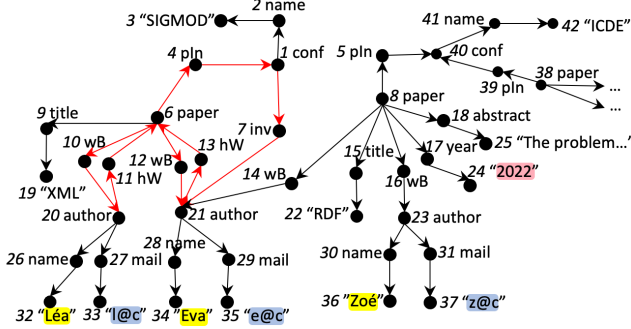 2 name
3 “SIGMOD”
41 name
42 “ICDE”
4 pIn
1 conf
5 pIn
40 conf
39 pIn
38 paper
...
...
9 title
6 paper
8 paper
18 abstract
10 wB
12 wB
13 hW
7 inv
11 hW
14 wB
15 title
17 year
25 “The problem...”
16 wB
24 “2022”
19 “XML”
20 author
21 author
22 “RDF”
23 author
26 name
27 mail
28 name
29 mail
30 name
31 mail
32 “Léa”
33 “l@c”
34 “Eva”
35 “e@c”
36 “Zoé”
37 “z@c”